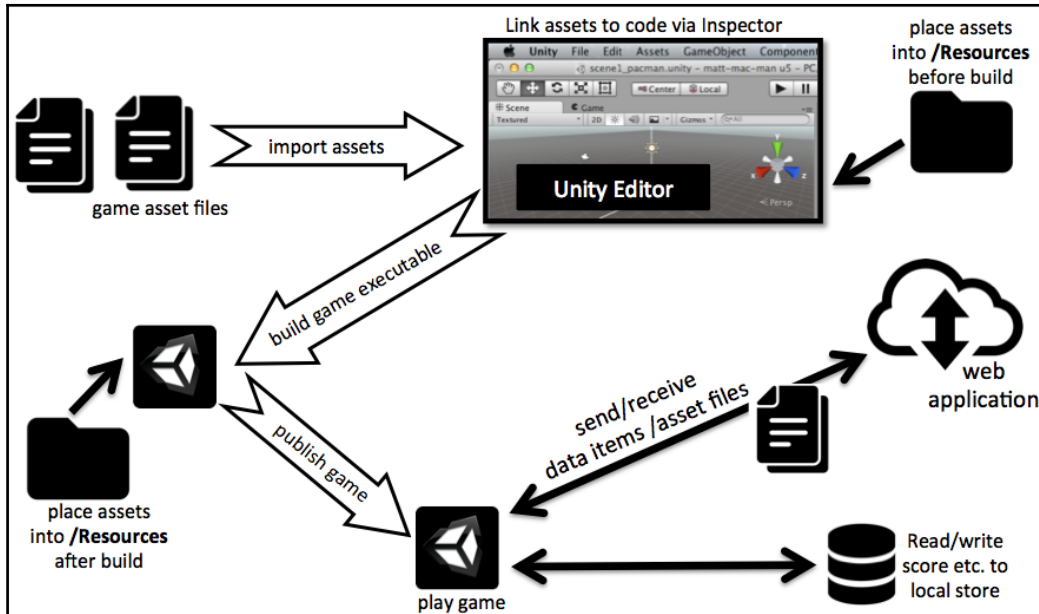 Link assets to code via Inspector
place assets
into /Resources
before build
Unity File Edit Assets GameObject Component
scene1_pacman.unity - matt-mac-man u5 - PC,
Center Local
Scene Game
Textured 2D Gizmos All
x z
Persp
Unity Editor
import assets
game asset files
build game executable
web
application
send/receive
data items /asset files
publish game
place assets
into /Resources
after build
play game
Read/write
score etc. to
local store